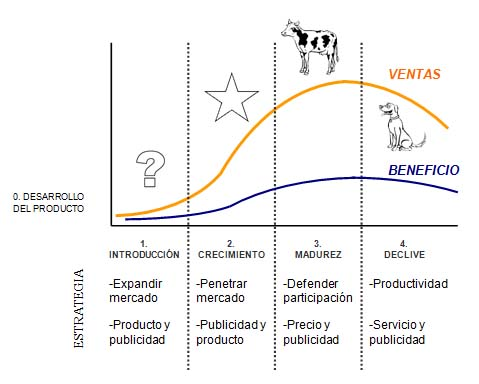 VENTAS
BENEFICIO
0. DESARROLLO
DEL PRODUCTO
1.
INTRODUCCIÓN
2.
CRECIMIENTO
3.
MADUREZ
4.
DECLIVE
ESTRATEGIA
-Expandir
mercado
-Penetrar
mercado
-Defender
participación
-Productividad
-Producto y
publicidad
-Publicidad y
producto
-Precio y
publicidad
-Servicio y
publicidad